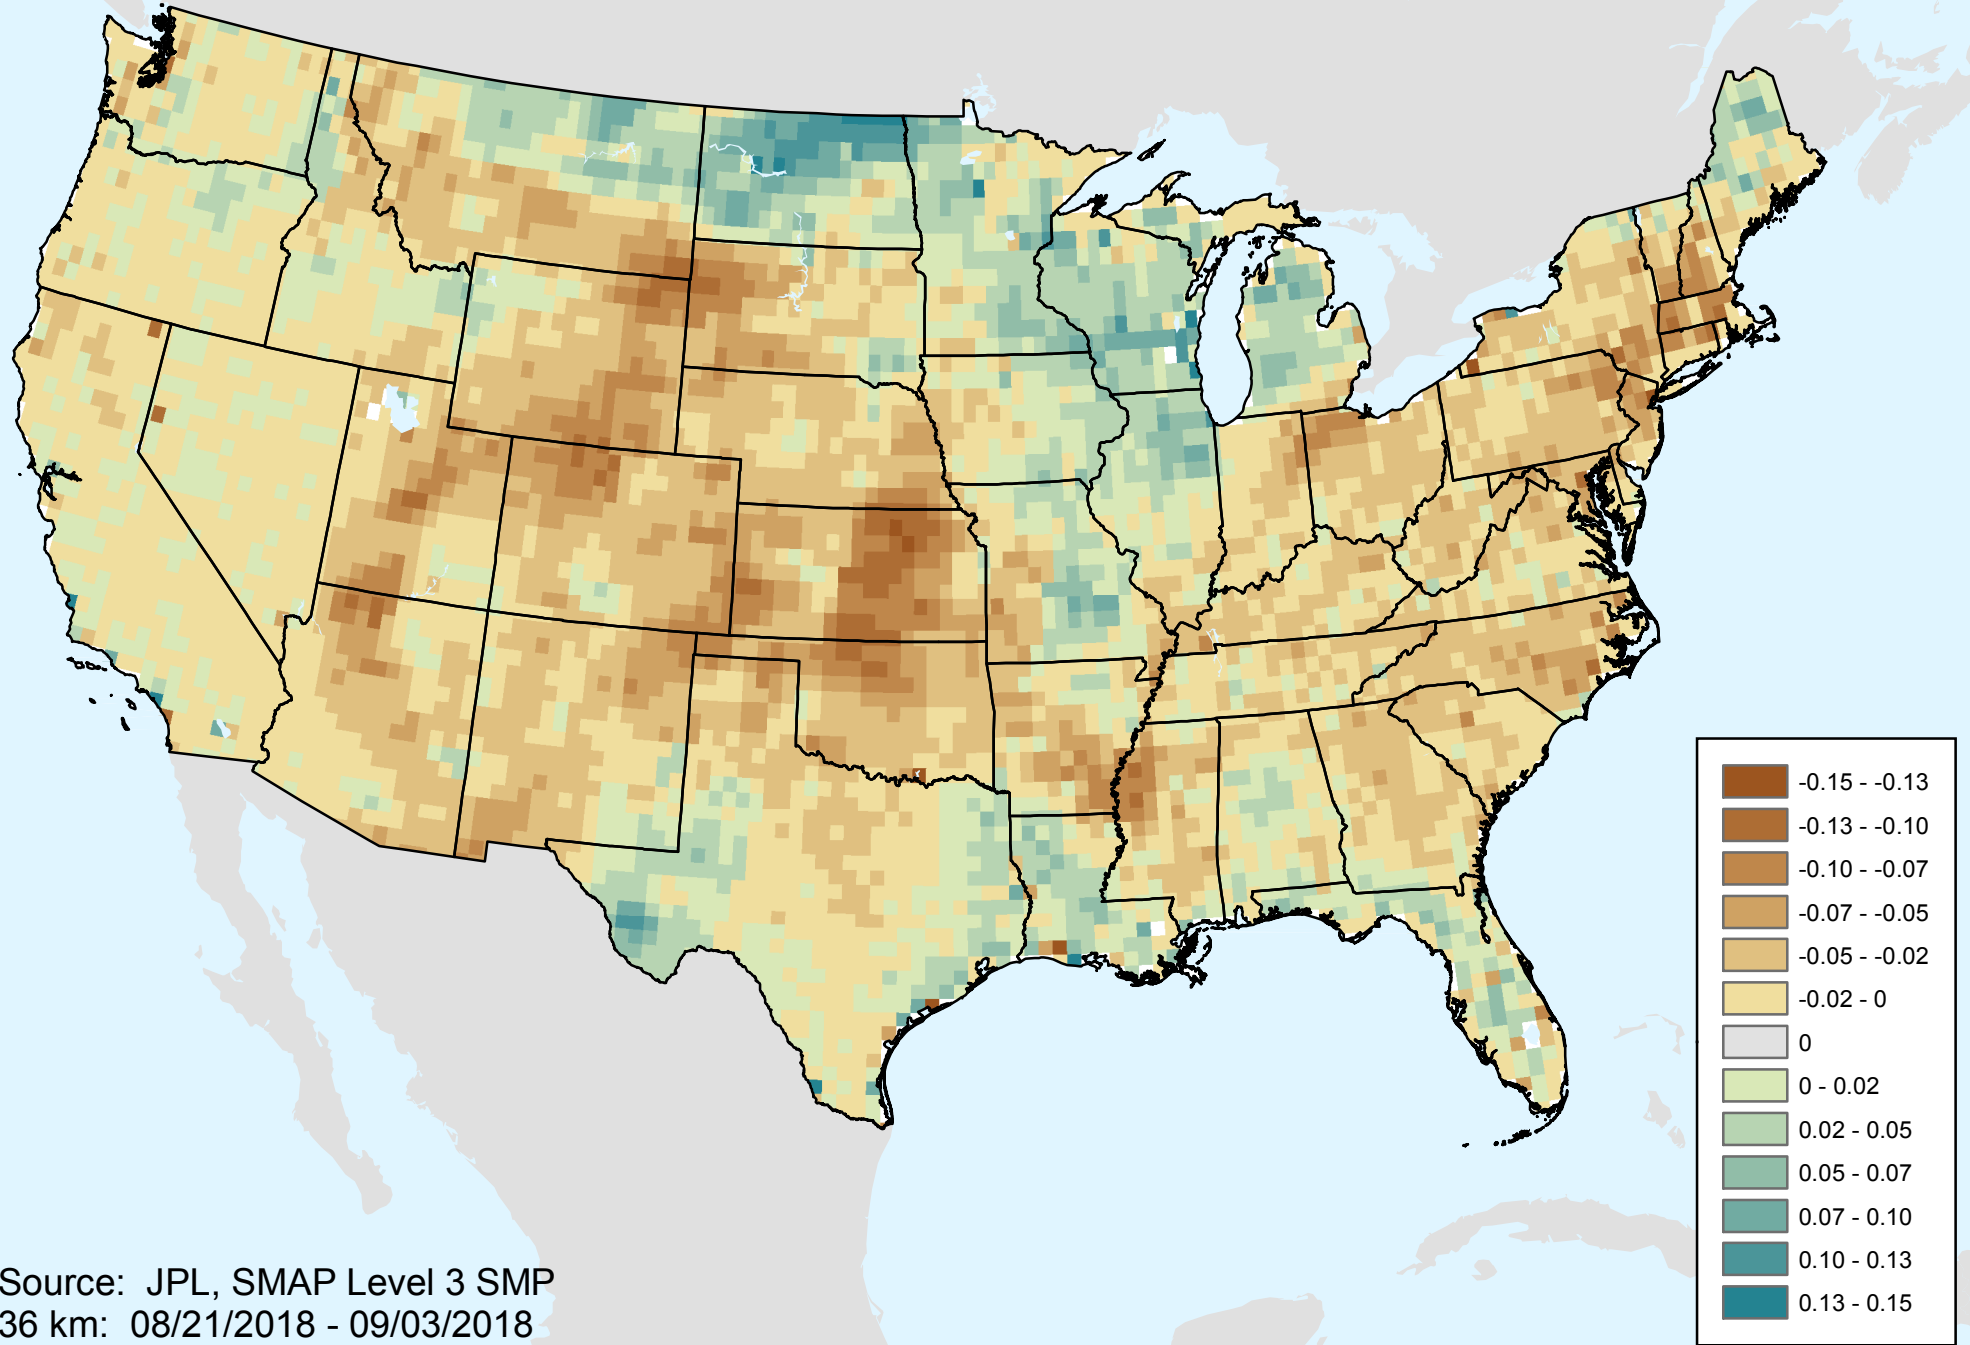 -0.15 - -0.13
-0.13 - -0.10
-0.10 - -0.07
-0.07 - -0.05
-0.05 - -0.02
-0.02 - 0
0
0 - 0.02
0.02 - 0.05
0.05 - 0.07
0.07 - 0.10
0.10 - 0.13
0.13 - 0.15
Source: JPL, SMAP Level 3 SMP
36 km: 08/21/2018 - 09/03/2018